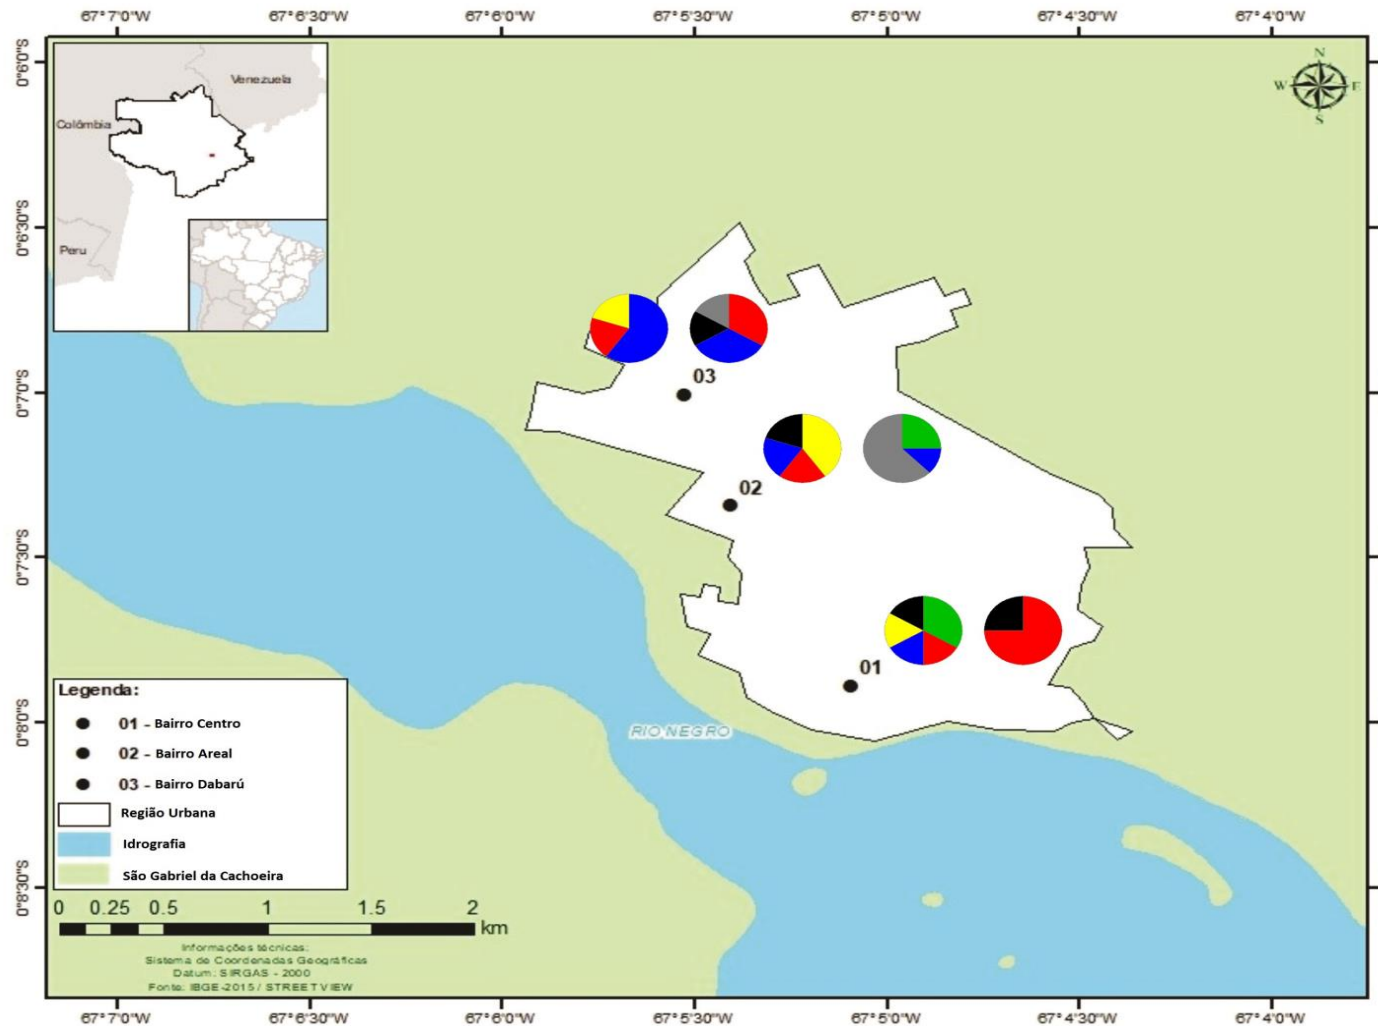 67°7'0"W 67°6'30"W 67°6'0"W 67°5'30"W 67°5'0"W 67°4'30"W 67°4'0"W
0°6'0"S
0°6'30"S
0°7'0"S
0°7'30"S
0°8'0"S
0°8'30"S
Venezuela
Colômbia
Peru
N
W E
S
03
02
01
RIO NEGRO
Legenda:
01 - Bairro Centro
02 - Bairro Areal
03 - Bairro Dabarú
Região Urbana
Idrografia
São Gabriel da Cachoeira
0 0.25 0.5 1 1.5 2
km
Informações técnicas:
Sistema de Coordenadas Geográficas
Datum: SIRGAS - 2000
Fonte: IBGE-2015 / STREETVIEW
67°7'0"W 67°6'30"W 67°6'0"W 67°5'30"W 67°5'0"W 67°4'30"W 67°4'0"W